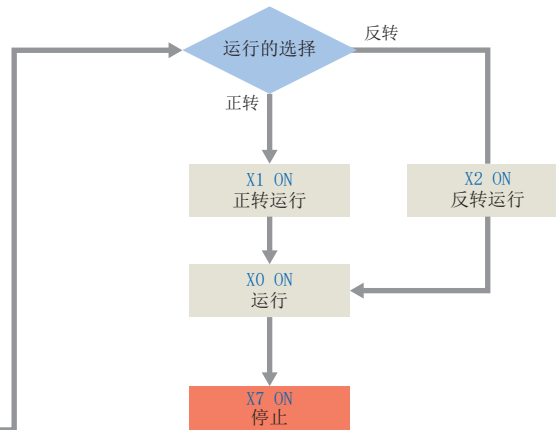 运行的选择
反转
正转
X1 ON
正转运行
X2 ON
反转运行
X0 ON
运行
X7 ON
停止